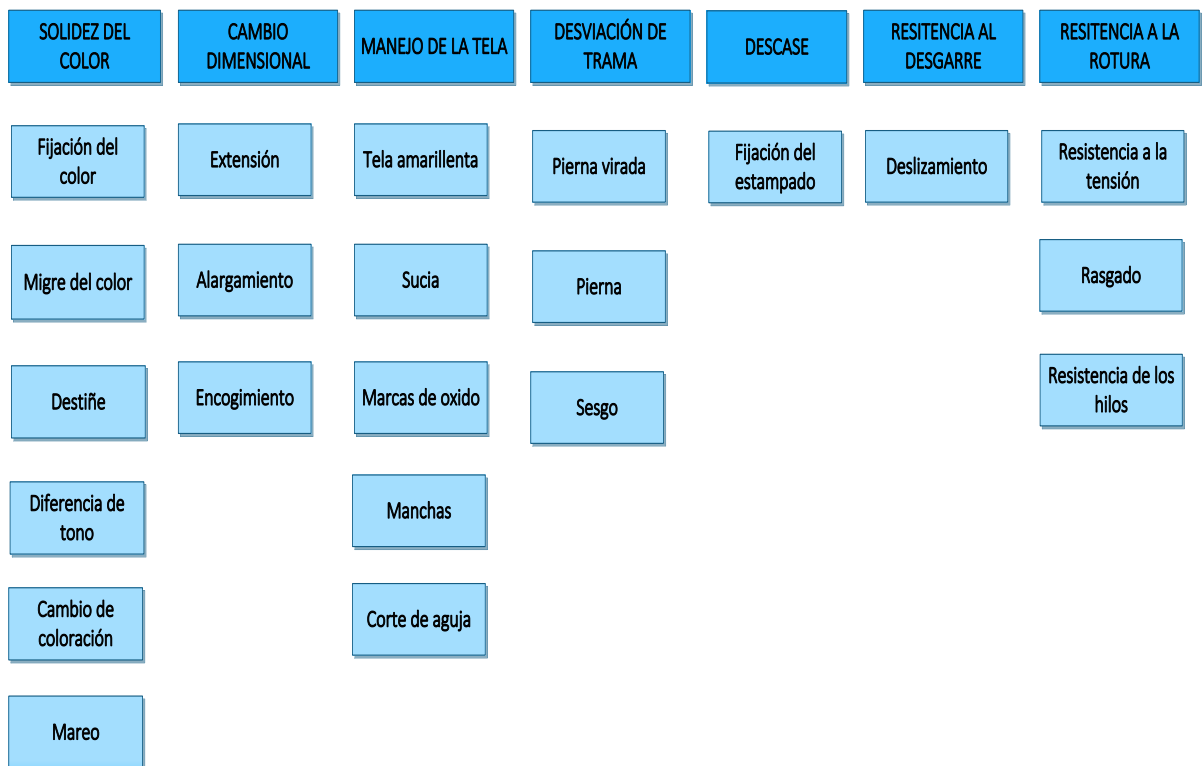 SOLIDEZ DEL
COLOR
CAMBIO
DIMENSIONAL
MANEJO DE LA TELA
DESVIACIÓN DE
TRAMA
DESCASE
RESITENCIA AL
DESGARRE
RESITENCIA A LA
ROTURA
Fijación del
color
Migre del color
Destiñe
Diferencia de
tono
Cambio de
coloración
Mareo
Extensión
Alargamiento
Encogimiento
Tela amarillenta
Sucia
Marcas de oxido
Manchas
Corte de aguja
Pierna virada
Pierna
Sesgo
Fijación del
estampado
Deslizamiento
Resistencia a la
tensión
Rasgado
Resistencia de los
hilos